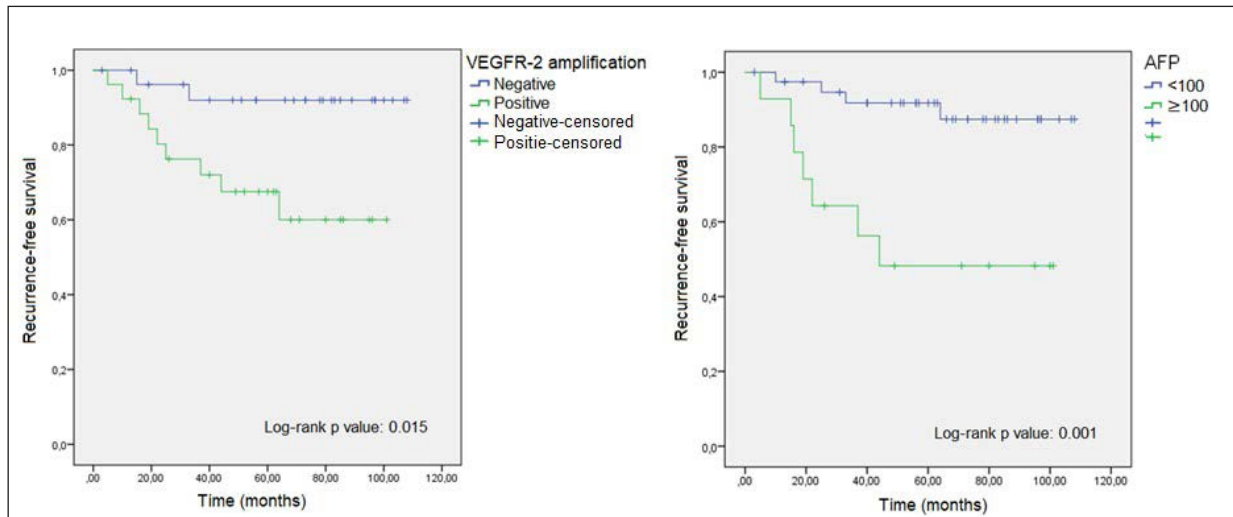 VEGFR-2 amplification
Negative
Positive
Negative-censored
Positie-censored
1,0
0,8
0,6
0,4
0,2
0,0
Recurrence-free survival
Log-rank p value: 0.015
,00 20,00 40,00 60,00 80,00 100,00 120,00
Time (months)
AFP
<100
≥100
1,0
0,8
0,6
0,4
0,2
0,0
Recurrence-free survival
Log-rank p value: 0.001
,00 20,00 40,00 60,00 80,00 100,00 120,00
Time (months)